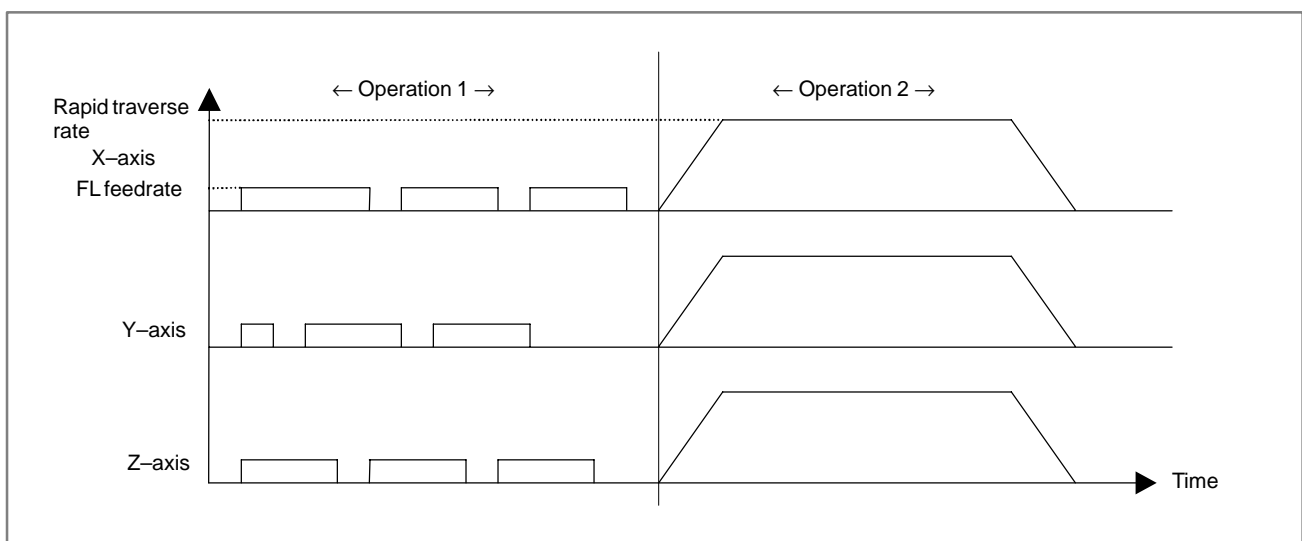 ← Operation 1 →
← Operation 2 →
Rapid traverse
rate
X–axis
FL feedrate
Y–axis
Z–axis
Time